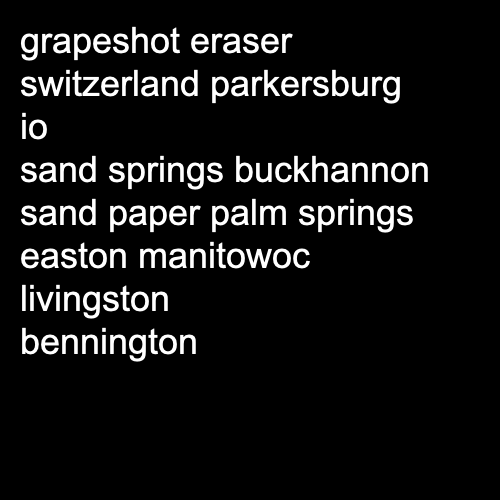 grapeshot eraser
switzerland parkersburg
io
sand springs buckhannon
sand paper palm springs
easton manitowoc
livingston
bennington